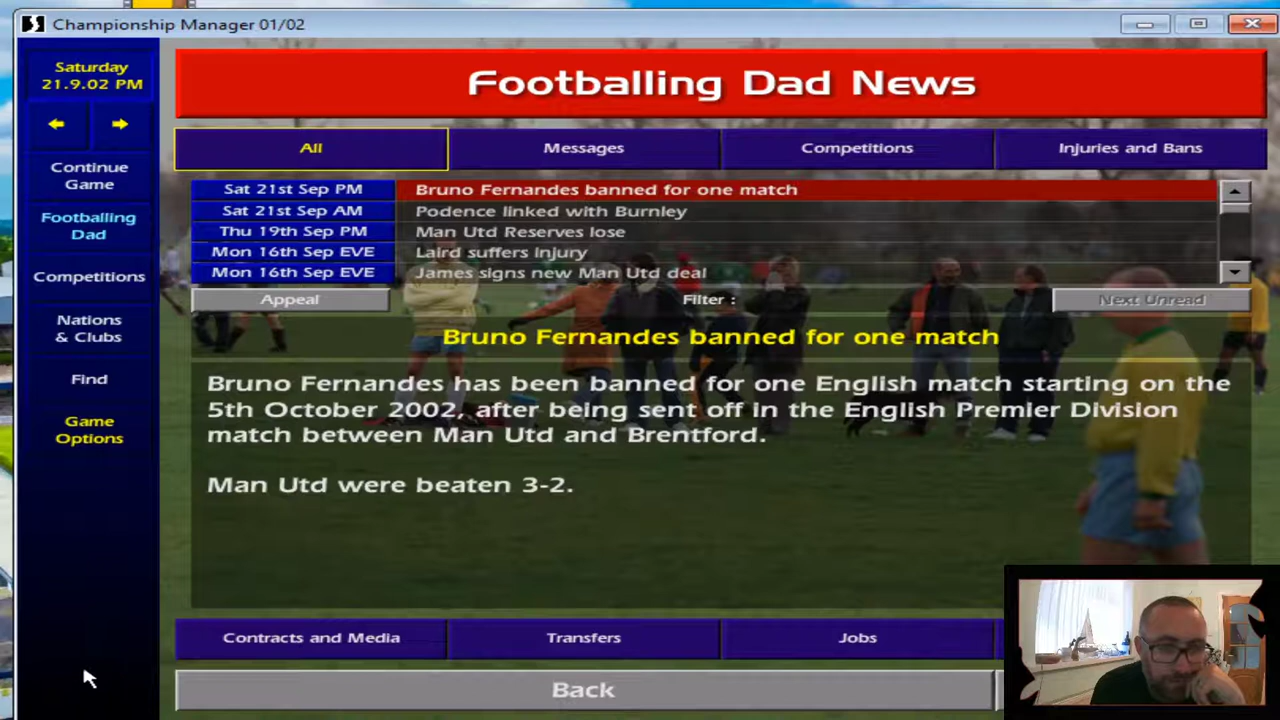 Championship Manager 01/02
Saturday
21.9.02 PM
Footballing Dad News
All
Messages
Competitions
Injuries and Bans
Continue
Game
Footballing
Dad
Competitions
Nations
& Clubs
Find
Game
Options
Sat 21st Sep PM Bruno Fernandes banned for one match
Sat 21st Sep AM Podence linked with Burnley
Thu 19th Sep PM Man Utd Reserves lose
Mon 16th Sep EVE Laird suffers injury
Mon 16th Sep EVE James signs new Man Utd deal
Appeal
Filter :
Next Unread
Bruno Fernandes banned for one match
Bruno Fernandes has been banned for one English match starting on the
5th October 2002, after being sent off in the English Premier Division
match between Man Utd and Brentford.
Man Utd were beaten 3-2.
Contracts and Media
Transfers
Jobs
Back